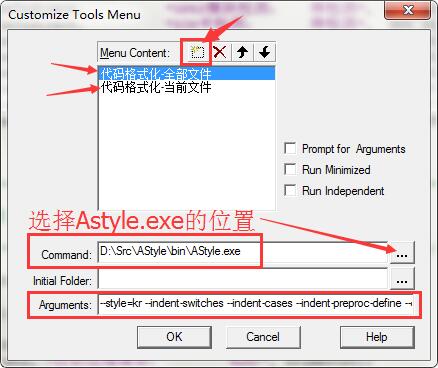 Customize Tools Menu
Menu Content:
代码格式化-全部文件
代码格式化-当前文件
Prompt for Arguments
Run Minimized
Run Independent
选择Astyle.exe的位置
Command: D:\Src\AStyle\bin\AStyle.exe ...
Initial Folder: ...
Arguments: --style=kr --indent-switches --indent-cases --indent-preproc-define
OK Cancel Help